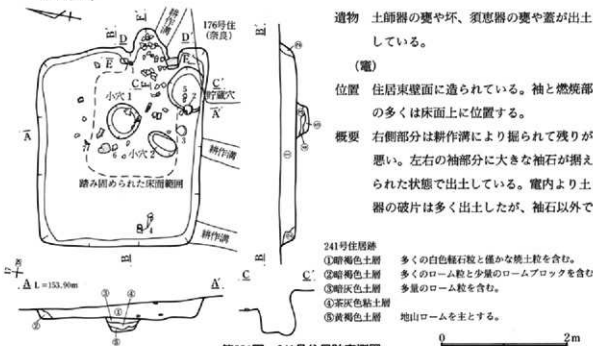 176号住
(奈良)
耕作溝
貯蔵穴
小穴1
小穴2
踏み固められた床面範囲
耕作溝
耕作溝
L=153.90m
遺物 土師器の甕や坏、須恵器の甕や蓋が出土
している。
(竈)
位置 住居東壁面に造られている。袖と燃焼部
の多くは床面上に位置する。
概要 右側部分は耕作溝により掘られて残りが
悪い。左右の袖部分に大きな袖石が据え
られた状態で出土している。竈内より土
器の破片は多く出土したが、袖石以外で
241号住居跡
①暗褐色土層 多くの白色軽石粒と僅かな焼土粒を含む。
②暗褐色土層 多くのローム粒と少量のロームブロックを含む
③暗灰色土層 多量のローム粒を含む。
④茶灰色粘土層
⑤黄褐色土層 地山ロームを主とする。
0 2m